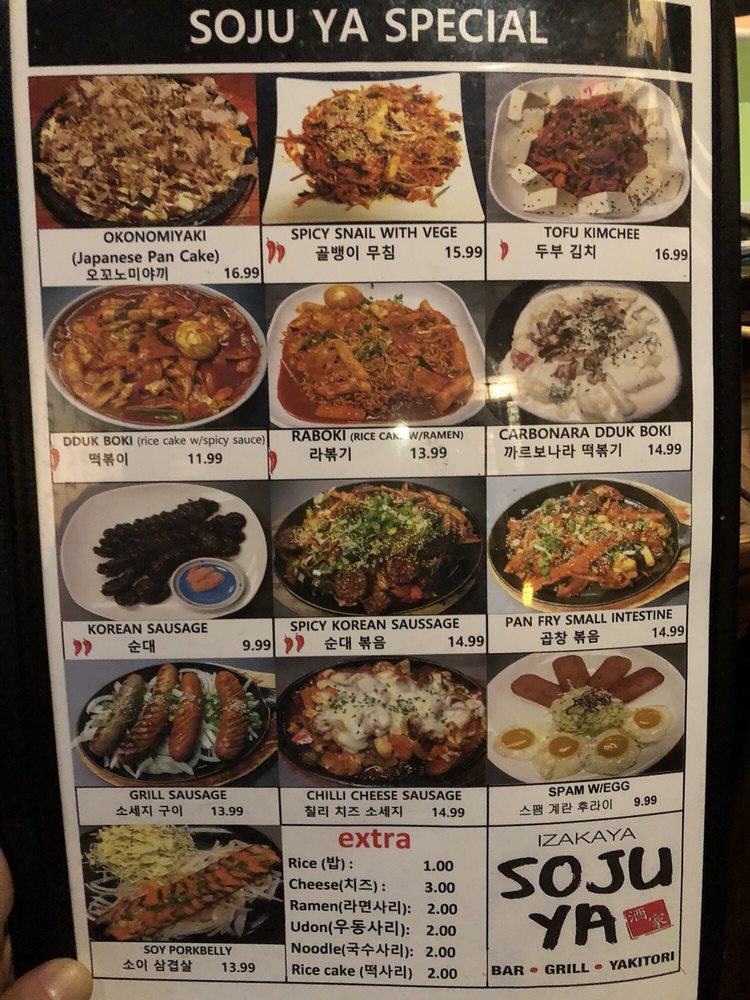 SOJU YA SPECIAL
OKONOMIYAKI
(Japanese Pan Cake)
오꼬노미야끼 16.99
SPICY SNAIL WITH VEGE
골뱅이 무침 15.99
TOFU KIMCHEE
두부 김치 16.99
DDUK BOKI (rice cake w/spicy sauce)
떡볶이 11.99
RABOKI (RICE CAKE W/RAMEN)
라볶기 13.99
CARBONARA DDUK BOKI
까르보나라 떡볶기 14.99
KOREAN SAUSAGE
순대 9.99
SPICY KOREAN SAUSSAGE
순대 볶음 14.99
PAN FRY SMALL INTESTINE
곱창 볶음 14.99
GRILL SAUSAGE
소세지 구이 13.99
CHILLI CHEESE SAUSAGE
칠리 치즈 소세지 14.99
SPAM W/EGG
스팸 계란 후라이 9.99
SOY PORKBELLY
소이 삼겹살 13.99
extra
Rice (밥) : 1.00
Cheese(치즈) : 3.00
Ramen(라면사리): 2.00
Udon(우동사리): 2.00
Noodle(국수사리): 2.00
Rice cake (떡사리) 2.00
IZAKAYA
SOJU
YA 酒家
BAR • GRILL • YAKITORI